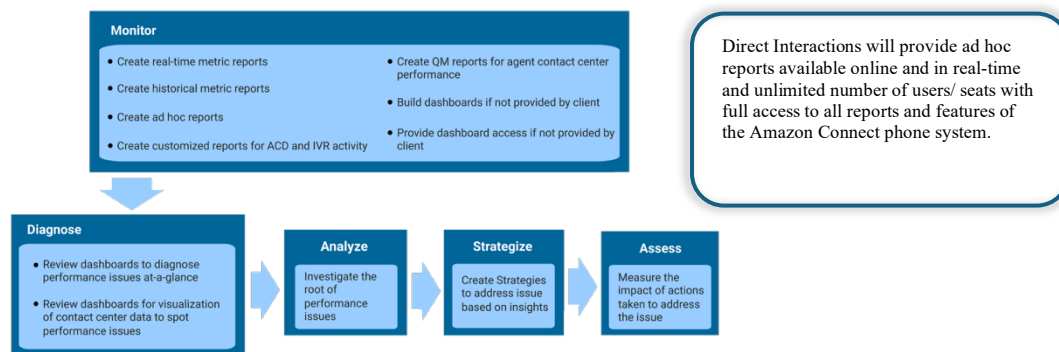 Monitor
• Create real-time metric reports
• Create historical metric reports
• Create ad hoc reports
• Create customized reports for ACD and IVR activity
• Create QM reports for agent contact center
performance
• Build dashboards if not provided by client
• Provide dashboard access if not provided by
client
Direct Interactions will provide ad hoc
reports available online and in real-time
and unlimited number of users/ seats with
full access to all reports and features of
the Amazon Connect phone system.
Diagnose
• Review dashboards to diagnose
performance issues at-a-glance
• Review dashboards for visualization
of contact center data to spot
performance issues
Analyze
Investigate the
root of
performance
issues
Strategize
Create Strategies
to address issue
based on insights
Assess
Measure the
impact of actions
taken to address
the issue